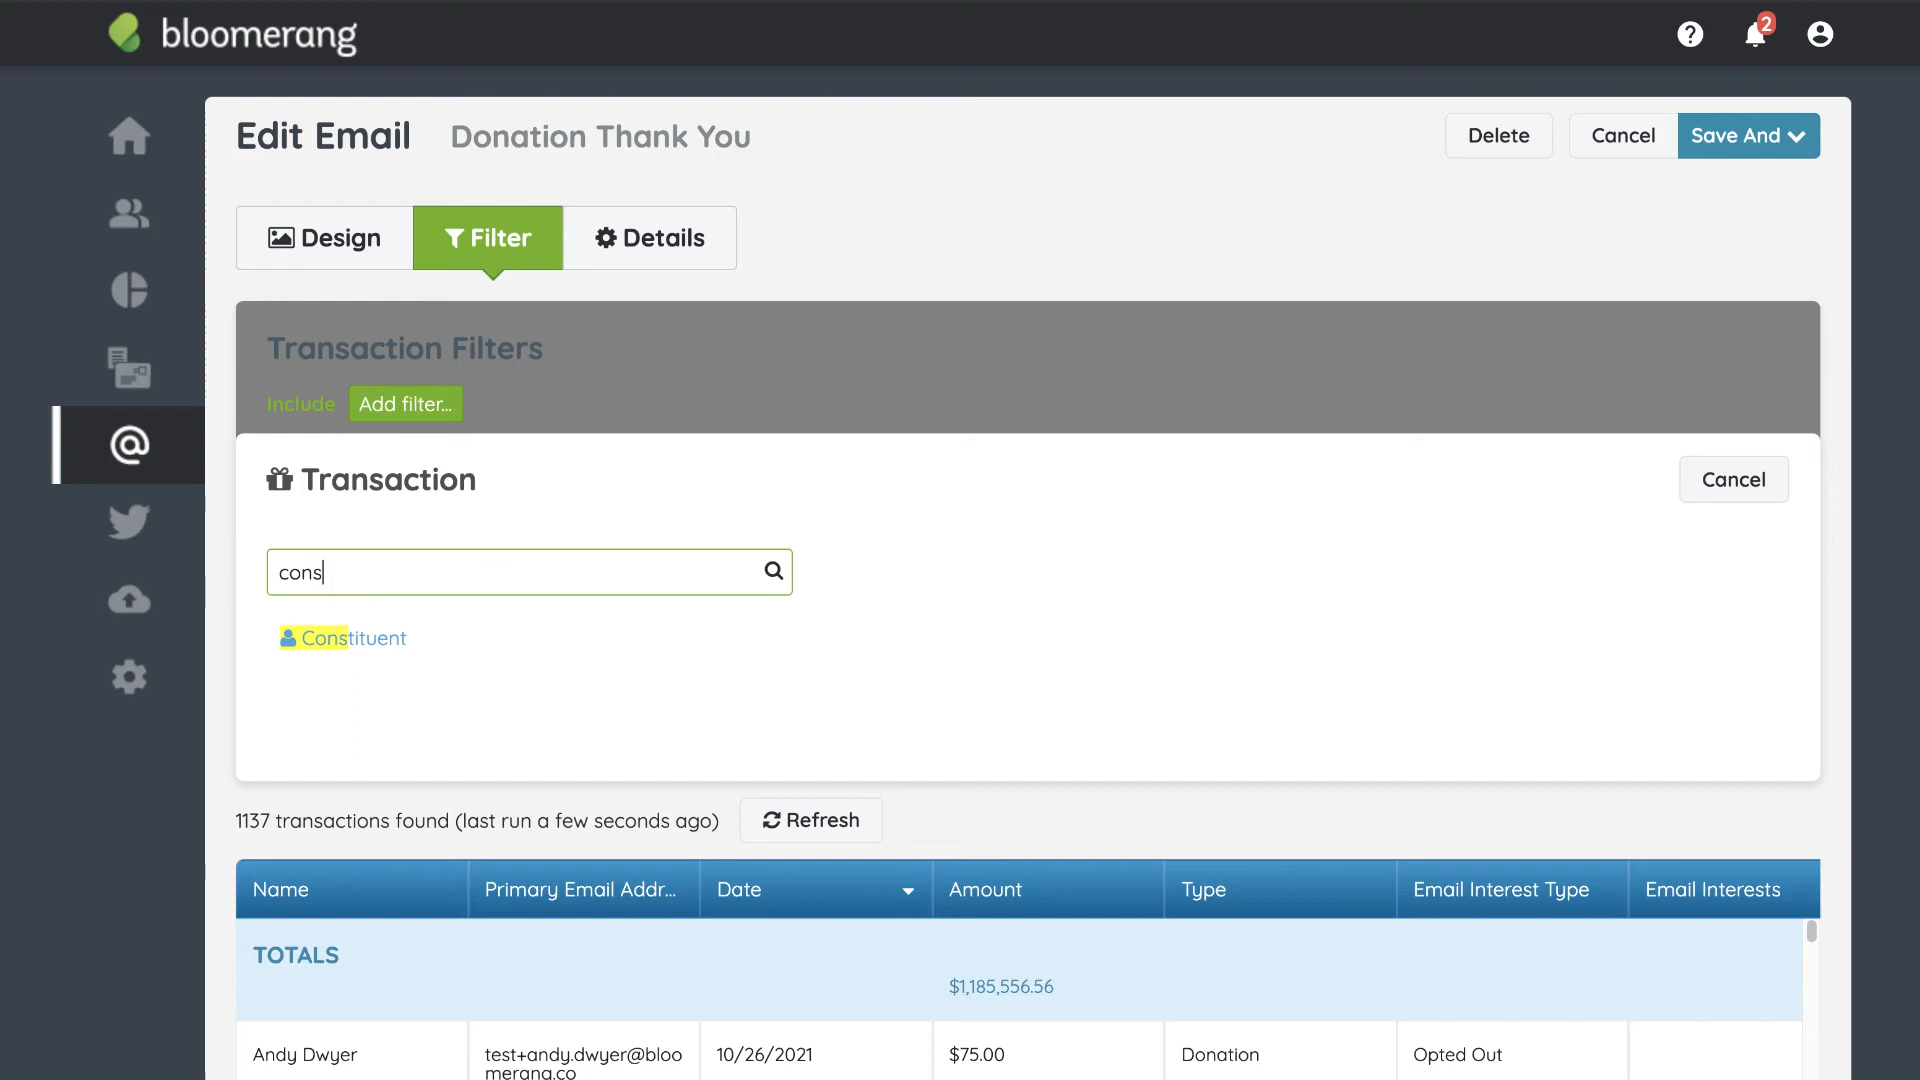 bloomerang
2
Edit Email Donation Thank You
Delete
Cancel
Save And
Design
Filter
Details
Transaction Filters
Include Add filter...
Transaction
Cancel
cons
Constituent
1137 transactions found (last run a few seconds ago)
Refresh
Name Primary Email Addr... Date Amount Type Email Interest Type Email Interests
TOTALS
$1,185,556.56
Andy Dwyer test+andy.dwyer@bloo 10/26/2021 $75.00 Donation Opted Out
merang.co